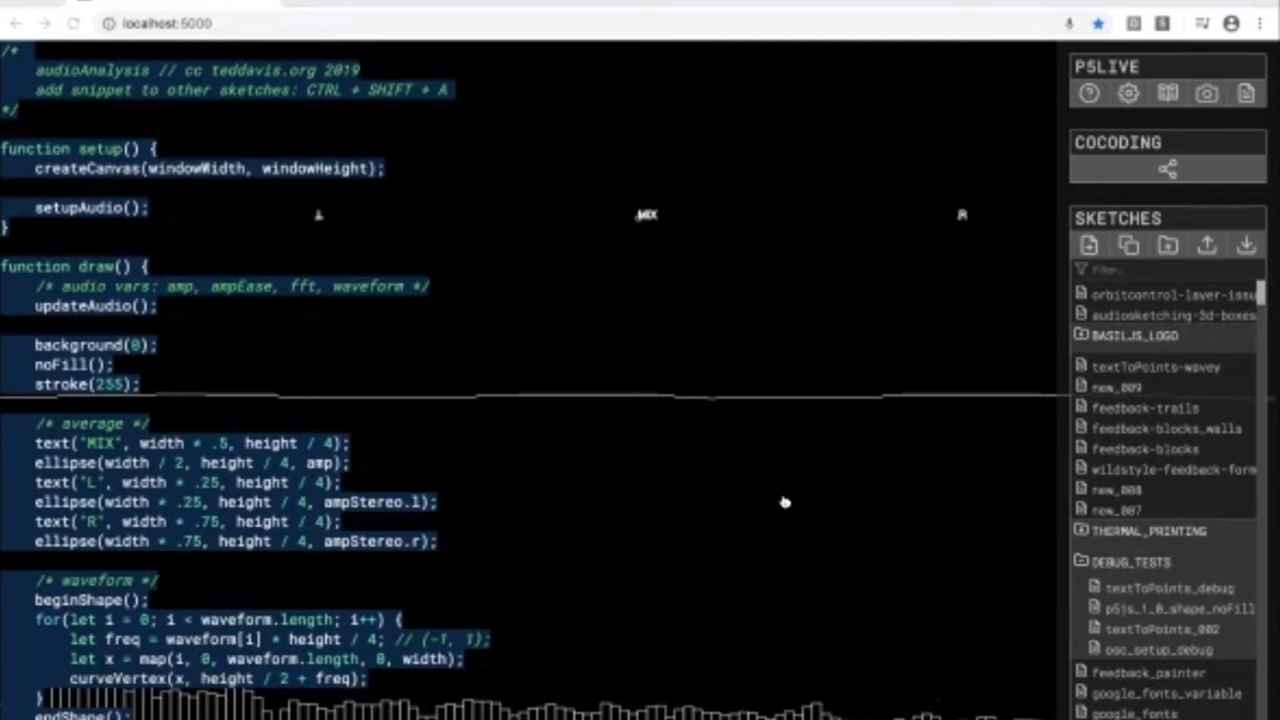 localhost:5000
/*
audioAnalysis // cc teddavis.org 2019
add snippet to other sketches: CTRL + SHIFT + A
*/
function setup() {
createCanvas(windowWidth, windowHeight);
setupAudio();
}
L
MIX
R
function draw() {
/* audio vars: amp, ampEase, fft, waveform */
updateAudio();
background(0);
noFill();
stroke(255);
/* average */
text("MIX", width * .5, height / 4);
ellipse(width / 2, height / 4, amp);
text("L", width * .25, height / 4);
ellipse(width * .25, height / 4, ampStereo.l);
text("R", width * .75, height / 4);
ellipse(width * .75, height / 4, ampStereo.r);
/* waveform */
beginShape();
for(let i = 0; i < waveform.length; i++) {
let freq = waveform[i] * height / 4; // (-1, 1);
let x = map(i, 0, waveform.length, 0, width);
curveVertex(x, height / 2 + freq);
}
endShape();
P5LIVE
COCODING
SKETCHES
Filter..
orbitcontrol-layer-issu
audiosketching-3d-boxes
BASILJS_LOGO
textToPoints-wavey
new_009
feedback-trails
feedback-blocks_walls
feedback-blocks
wildstyle-feedback-form
new_008
new_007
THERMAL_PRINTING
DEBUG_TESTS
textToPoints_debug
p5js_1_0_shape_noFill
textToPoints_002
osc_setup_debug
feedback_painter
google_fonts_variable
google_fonts